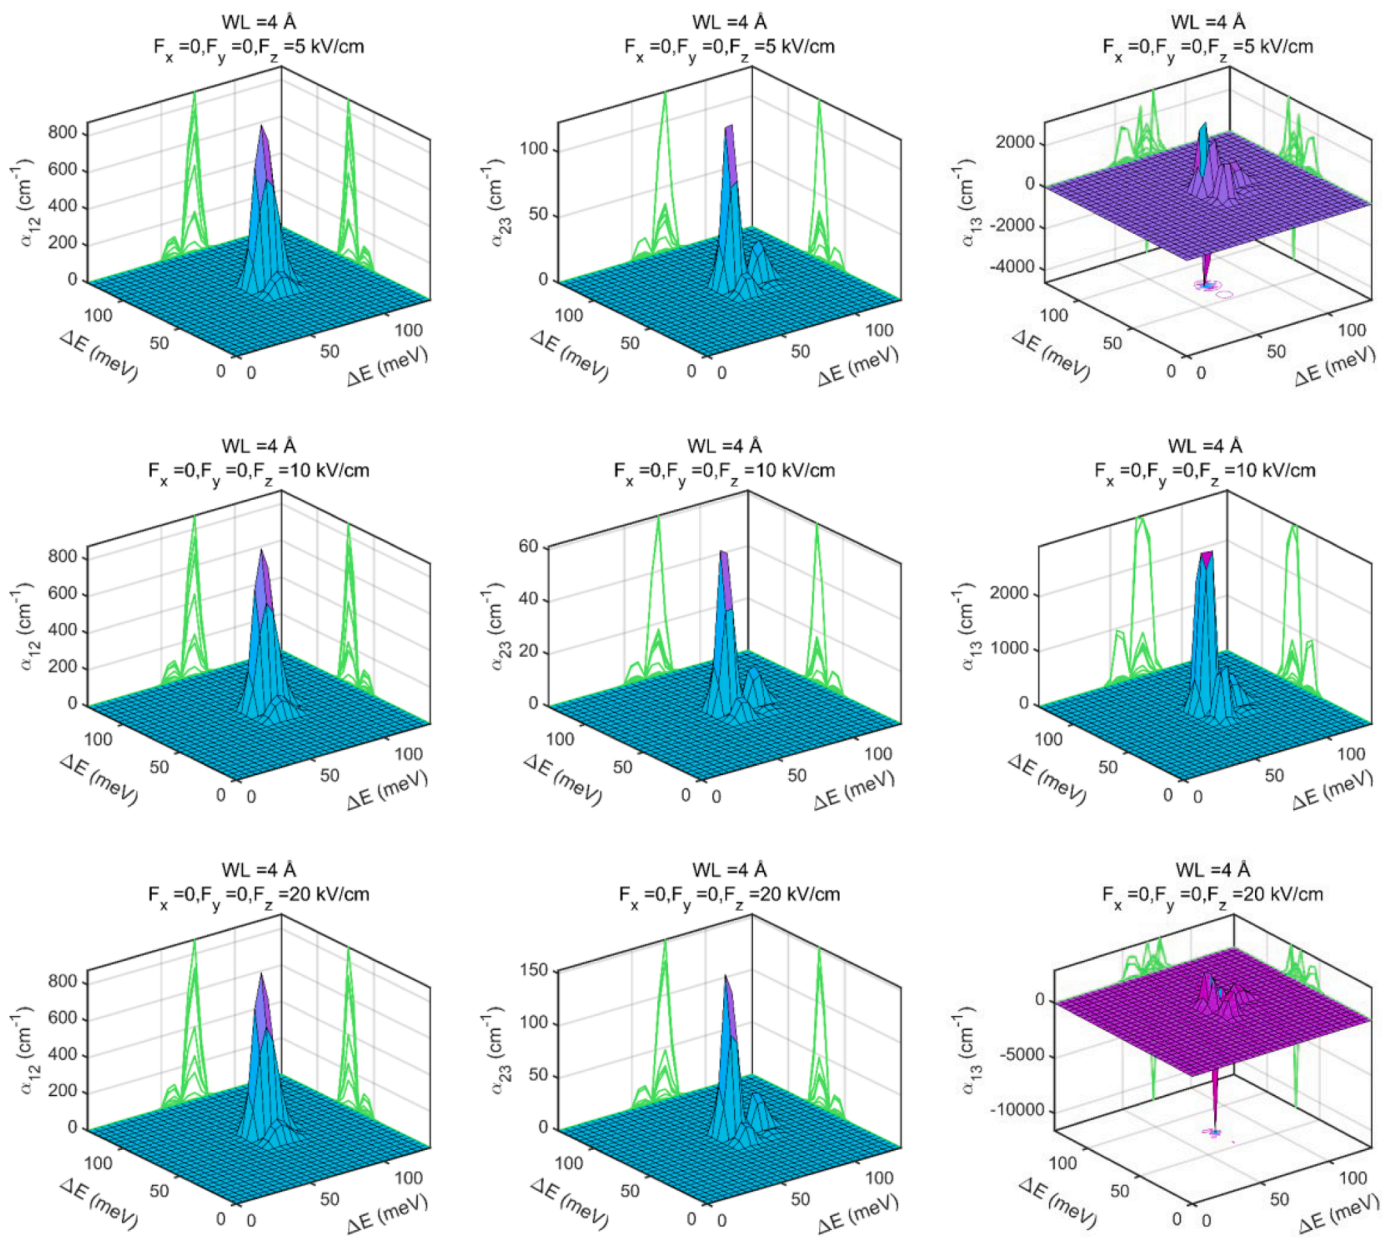 WL =4 Å
F_x =0,F_y =0,F_z =5 kV/cm
α_12 (cm^-1)
800
600
400
200
0
100
50
0
0
50
100
ΔE (meV)
ΔE (meV)
WL =4 Å
F_x =0,F_y =0,F_z =5 kV/cm
α_23 (cm^-1)
100
50
0
100
50
0
0
50
100
ΔE (meV)
ΔE (meV)
WL =4 Å
F_x =0,F_y =0,F_z =5 kV/cm
α_13 (cm^-1)
2000
0
-2000
-4000
100
50
0
0
50
100
ΔE (meV)
ΔE (meV)
WL =4 Å
F_x =0,F_y =0,F_z =10 kV/cm
α_12 (cm^-1)
800
600
400
200
0
100
50
0
0
50
100
ΔE (meV)
ΔE (meV)
WL =4 Å
F_x =0,F_y =0,F_z =10 kV/cm
α_23 (cm^-1)
60
40
20
0
100
50
0
0
50
100
ΔE (meV)
ΔE (meV)
WL =4 Å
F_x =0,F_y =0,F_z =10 kV/cm
α_13 (cm^-1)
2000
1000
0
100
50
0
0
50
100
ΔE (meV)
ΔE (meV)
WL =4 Å
F_x =0,F_y =0,F_z =20 kV/cm
α_12 (cm^-1)
800
600
400
200
0
100
50
0
0
50
100
ΔE (meV)
ΔE (meV)
WL =4 Å
F_x =0,F_y =0,F_z =20 kV/cm
α_23 (cm^-1)
150
100
50
0
100
50
0
0
50
100
ΔE (meV)
ΔE (meV)
WL =4 Å
F_x =0,F_y =0,F_z =20 kV/cm
α_13 (cm^-1)
0
-5000
-10000
100
50
0
0
50
100
ΔE (meV)
ΔE (meV)